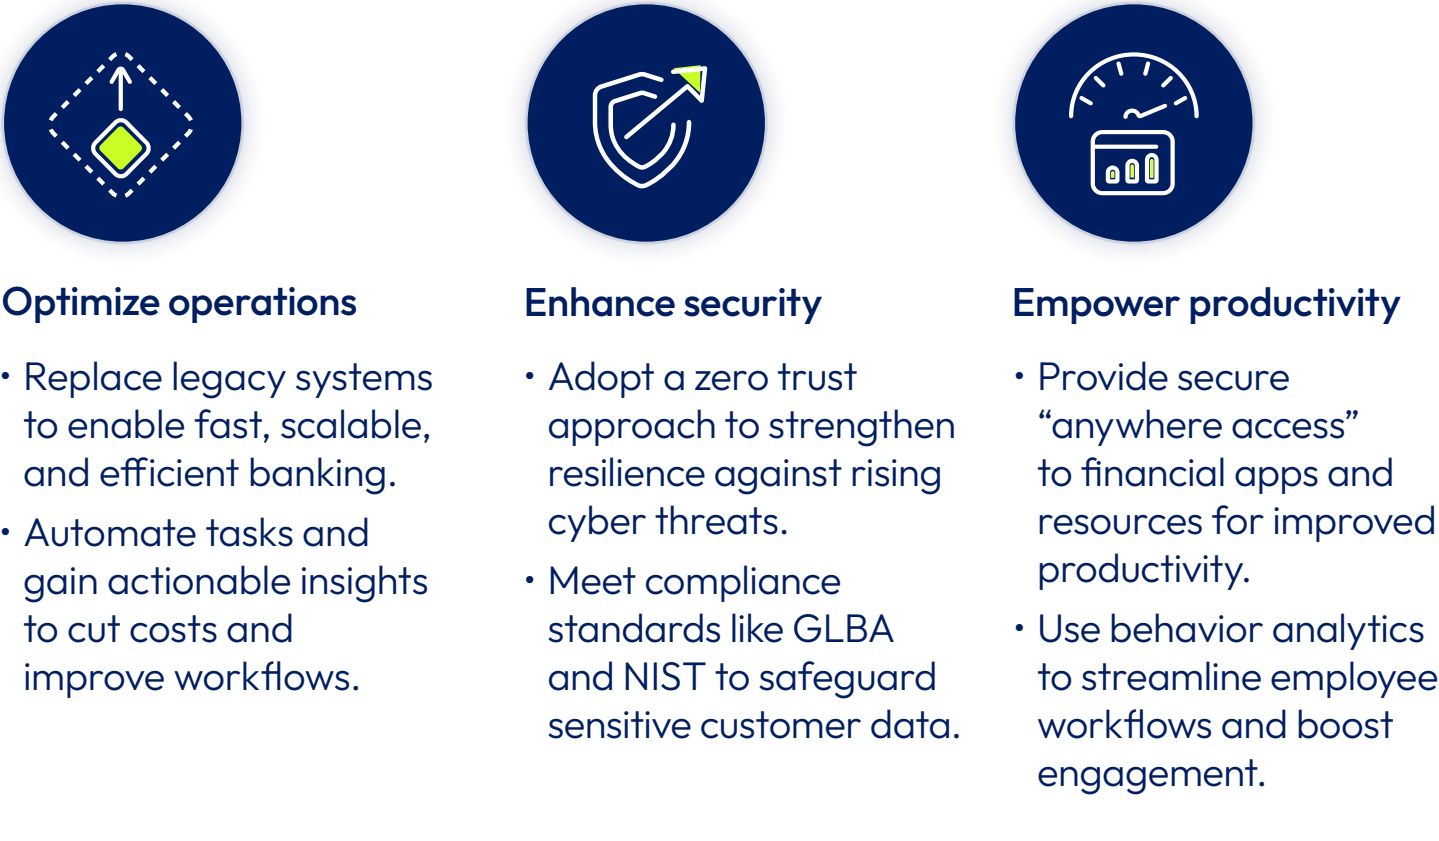 Optimize operations
• Replace legacy systems
to enable fast, scalable,
and efficient banking.
• Automate tasks and
gain actionable insights
to cut costs and
improve workflows.
Enhance security
• Adopt a zero trust
approach to strengthen
resilience against rising
cyber threats.
• Meet compliance
standards like GLBA
and NIST to safeguard
sensitive customer data.
Empower productivity
• Provide secure
“anywhere access”
to financial apps and
resources for improved
productivity.
• Use behavior analytics
to streamline employee
workflows and boost
engagement.